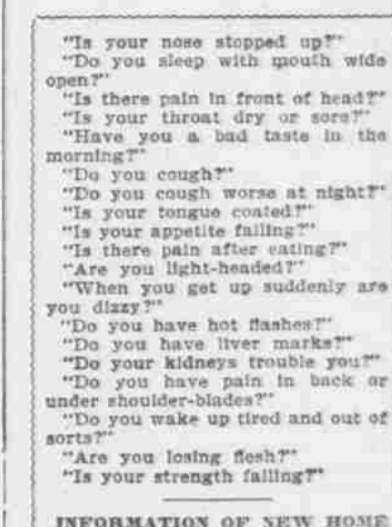 "Is your nose stopped up?"
"Do you sleep with mouth wide
open?"
"Is there pain in front of head?"
"Is your throat dry or sore?"
"Have you a bad taste in the
morning?"
"Do you cough?"
"Do you cough worse at night?"
"Is your tongue coated?"
"Is your appetite failing?"
"Is there pain after eating?"
"Are you light-headed?"
"When you get up suddenly are
you dizzy?"
"Do you have hot flashes?"
"Do you have liver marks?"
"Do your kidneys trouble you?"
"Do you have pain in back or
under shoulder-blades?"
"Do you wake up tired and out of
sorts?"
"Are you losing flesh?"
"Is your strength failing?"
INFORMATION OF NEW HOME